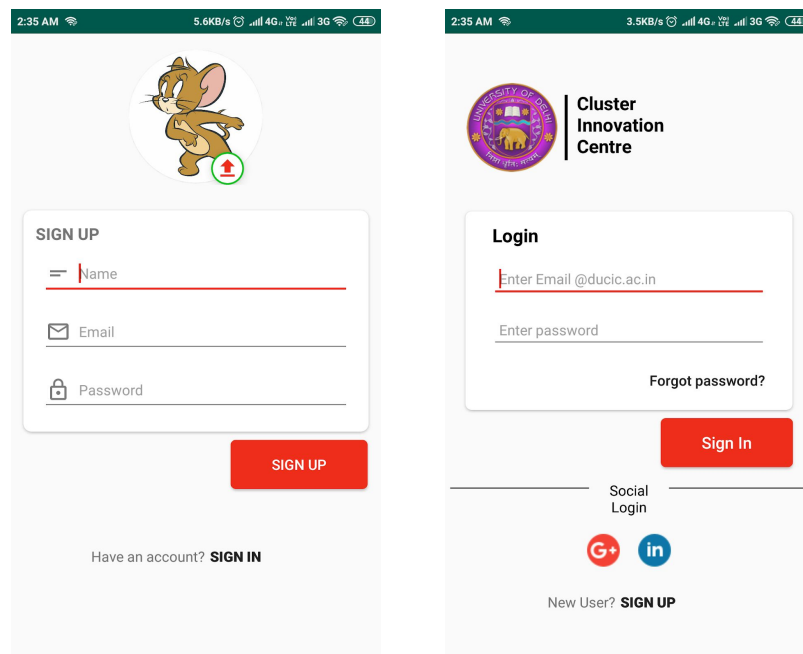 2:35 AM 5.6KB/s 4G VoLTE 3G 44
SIGN UP
Name
Email
Password
SIGN UP
Have an account? SIGN IN
2:35 AM 3.5KB/s 4G VoLTE 3G 44
UNIVERSITY OF DELHI
Cluster
Innovation
Centre
Login
Enter Email @ducic.ac.in
Enter password
Forgot password?
Sign In
Social
Login
G+
in
New User? SIGN UP